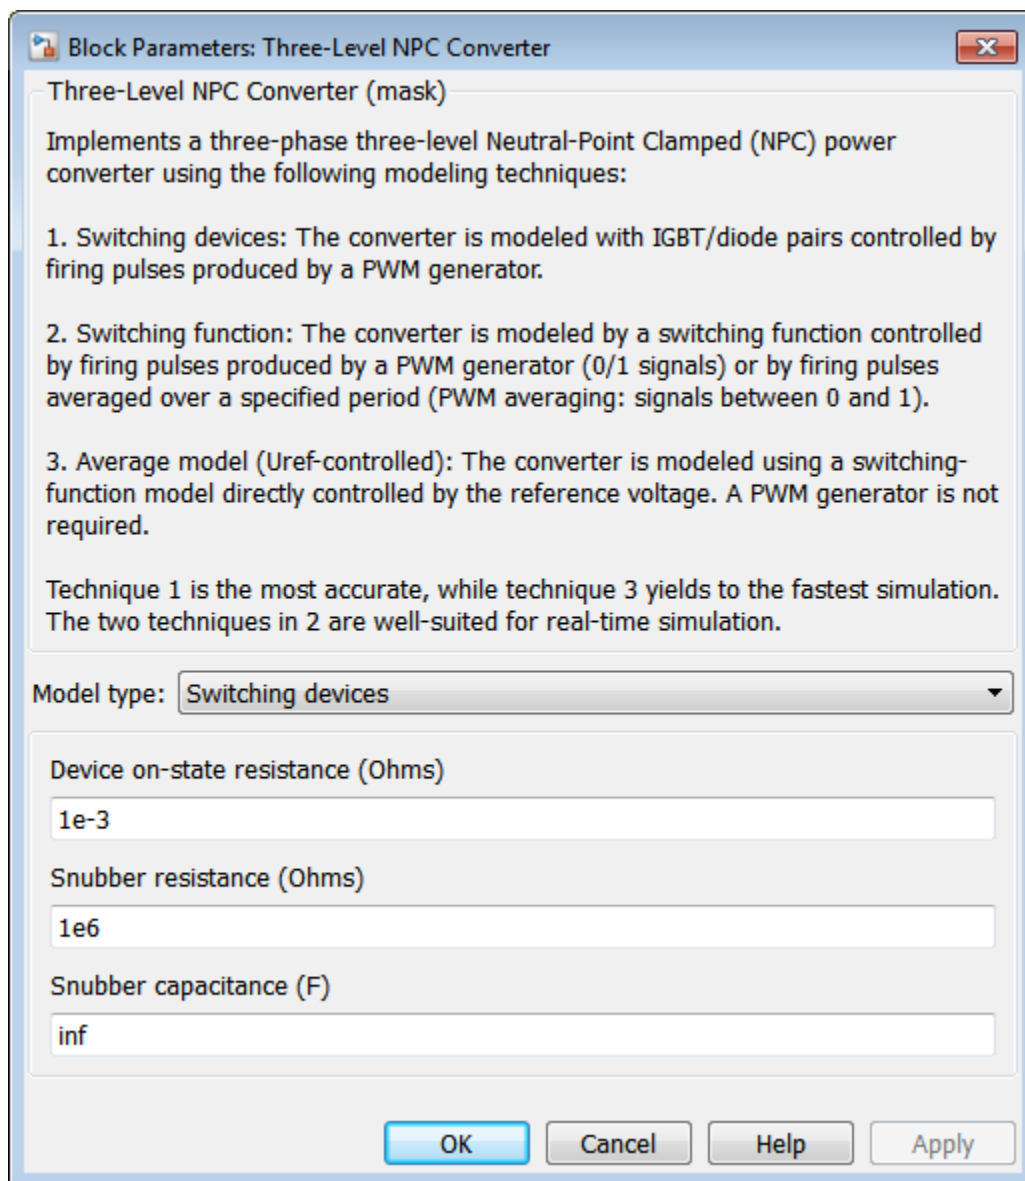 Block Parameters: Three-Level NPC Converter
Three-Level NPC Converter (mask)
Implements a three-phase three-level Neutral-Point Clamped (NPC) power
converter using the following modeling techniques:
1. Switching devices: The converter is modeled with IGBT/diode pairs controlled by
firing pulses produced by a PWM generator.
2. Switching function: The converter is modeled by a switching function controlled
by firing pulses produced by a PWM generator (0/1 signals) or by firing pulses
averaged over a specified period (PWM averaging: signals between 0 and 1).
3. Average model (Uref-controlled): The converter is modeled using a switching-
function model directly controlled by the reference voltage. A PWM generator is not
required.
Technique 1 is the most accurate, while technique 3 yields to the fastest simulation.
The two techniques in 2 are well-suited for real-time simulation.
Model type: Switching devices
Device on-state resistance (Ohms)
1e-3
Snubber resistance (Ohms)
1e6
Snubber capacitance (F)
inf
OK Cancel Help Apply